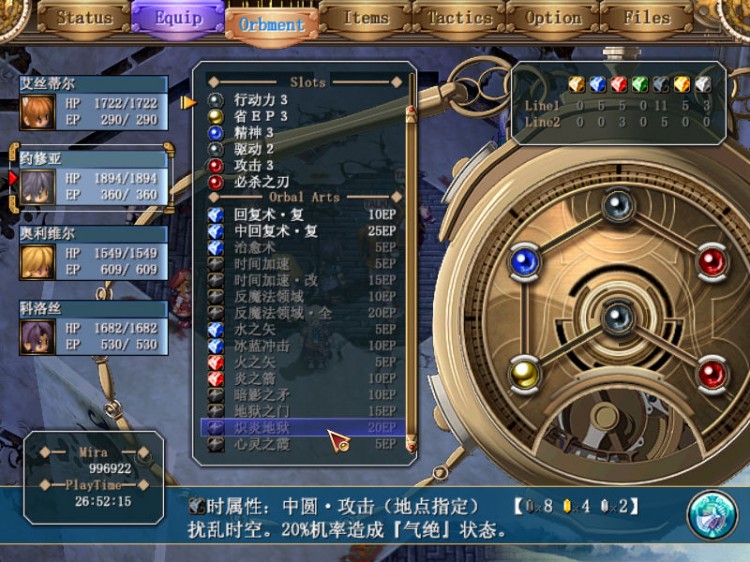 Status Equip Orbment Items Tactics Option Files
艾丝蒂尔
HP 1722/1722
EP 290/ 290
约修亚
HP 1894/1894
EP 360/ 360
奥利维尔
HP 1549/1549
EP 609/ 609
科洛丝
HP 1682/1682
EP 530/ 530
Mira
996922
PlayTime
26:52:15
Slots
行动力 3
省EP 3
精神 3
驱动 2
攻击 3
必杀之刃
Orbal Arts
回复术·复 10EP
中回复术·复 25EP
治愈术 5EP
时间加速 5EP
时间加速·改 15EP
反魔法领域 10EP
反魔法领域·全 20EP
水之矢 5EP
冰蓝冲击 10EP
火之矢 5EP
炎之箭 10EP
暗影之矛 10EP
地狱之门 15EP
炽炎地狱 20EP
心灵之霞 5EP
Line1 0 5 5 0 11 5 3
Line2 0 0 3 0 5 0 0
时属性：中圆·攻击（地点指定） 【×8 ×4 ×2】
扰乱时空。20%机率造成『气绝』状态。